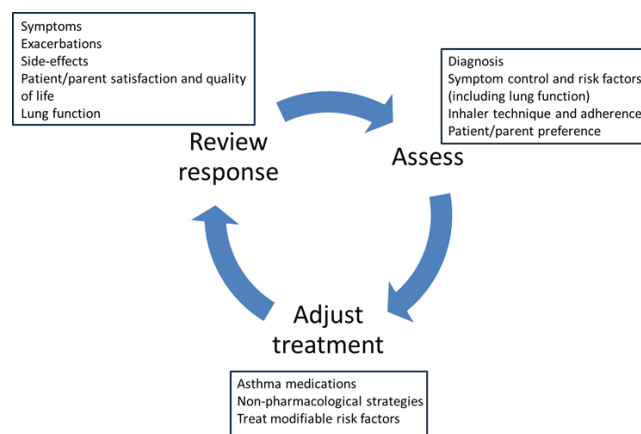 Symptoms
Exacerbations
Side-effects
Patient/parent satisfaction and quality
of life
Lung function
Review
response
Diagnosis
Symptom control and risk factors
(including lung function)
Inhaler technique and adherence
Patient/parent preference
Assess
Adjust
treatment
Asthma medications
Non-pharmacological strategies
Treat modifiable risk factors